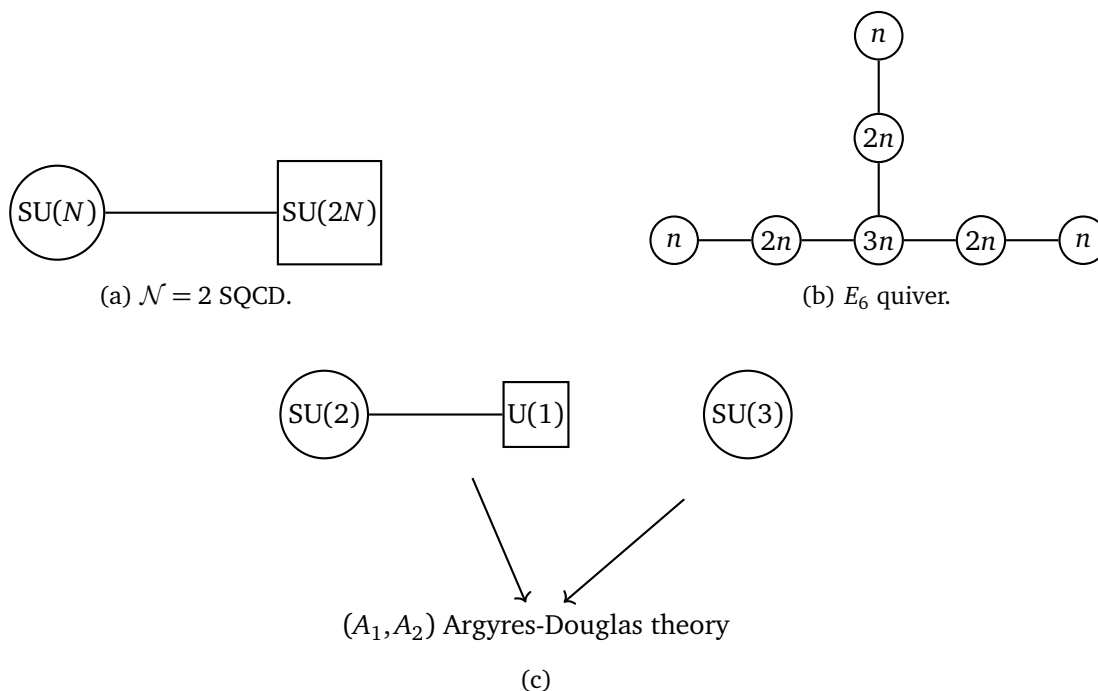 n
2n
SU(N) SU(2N)
n 2n 3n 2n n
(a) 𝒩 = 2 SQCD.
(b) E₆ quiver.
SU(2) U(1) SU(3)
(A₁,A₂) Argyres-Douglas theory
(c)